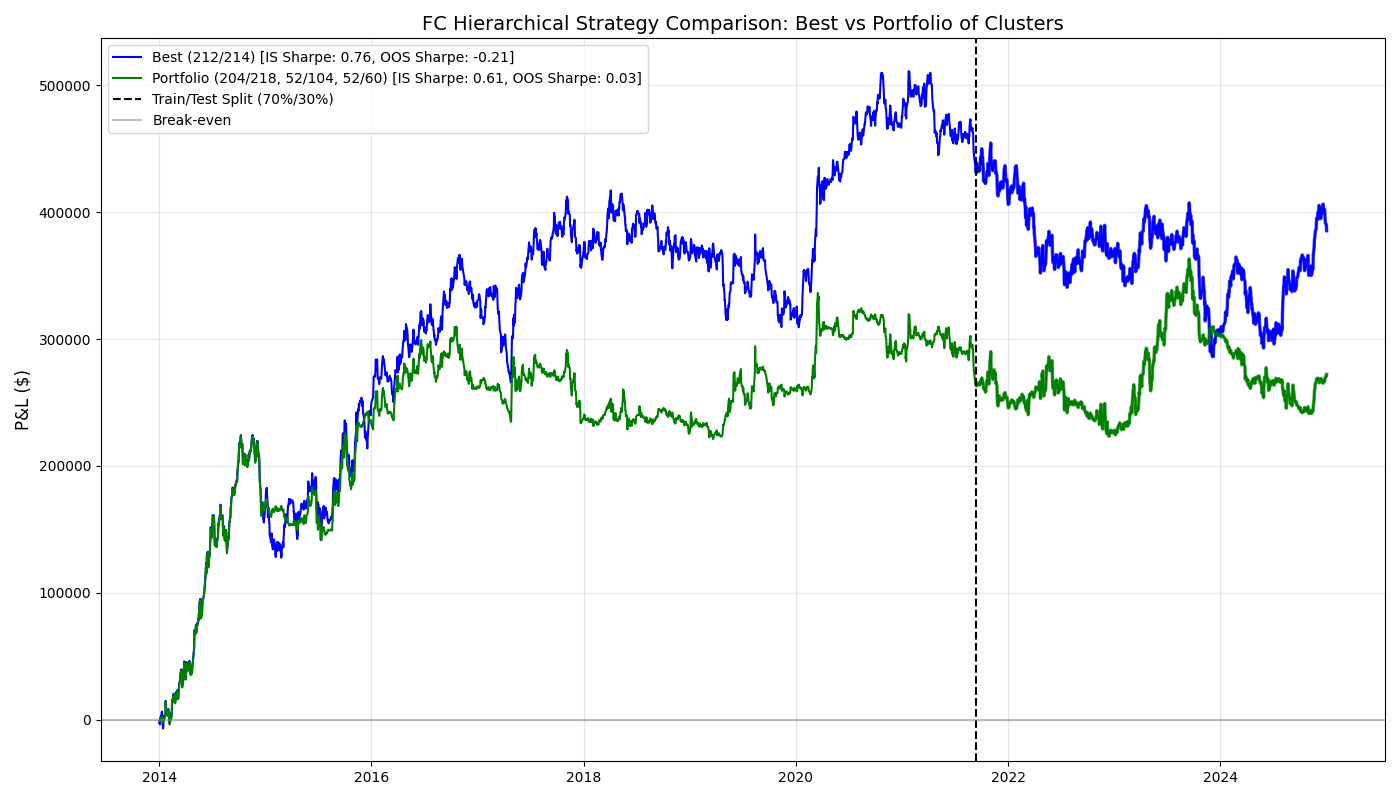 FC Hierarchical Strategy Comparison: Best vs Portfolio of Clusters
Best (212/214) [IS Sharpe: 0.76, OOS Sharpe: -0.21]
Portfolio (204/218, 52/104, 52/60) [IS Sharpe: 0.61, OOS Sharpe: 0.03]
Train/Test Split (70%/30%)
Break-even
P&L ($)
500000
400000
300000
200000
100000
0
2014 2016 2018 2020 2022 2024